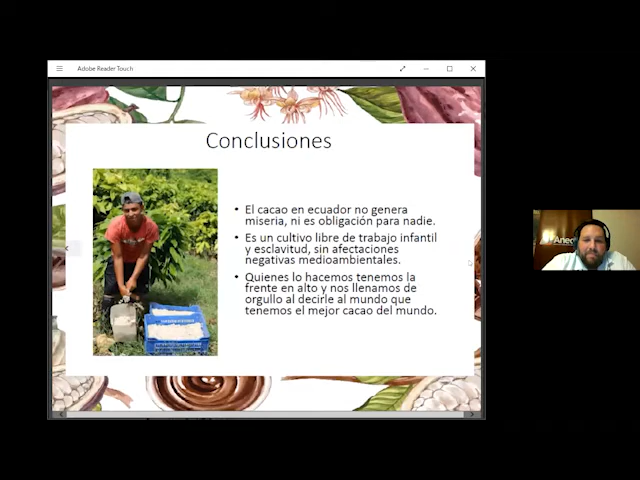 Adobe Reader Touch
Conclusiones
• El cacao en ecuador no genera
miseria, ni es obligación para nadie.
• Es un cultivo libre de trabajo infantil
y esclavitud, sin afectaciones
negativas medioambientales.
• Quienes lo hacemos tenemos la
frente en alto y nos llenamos de
orgullo al decirle al mundo que
tenemos el mejor cacao del mundo.